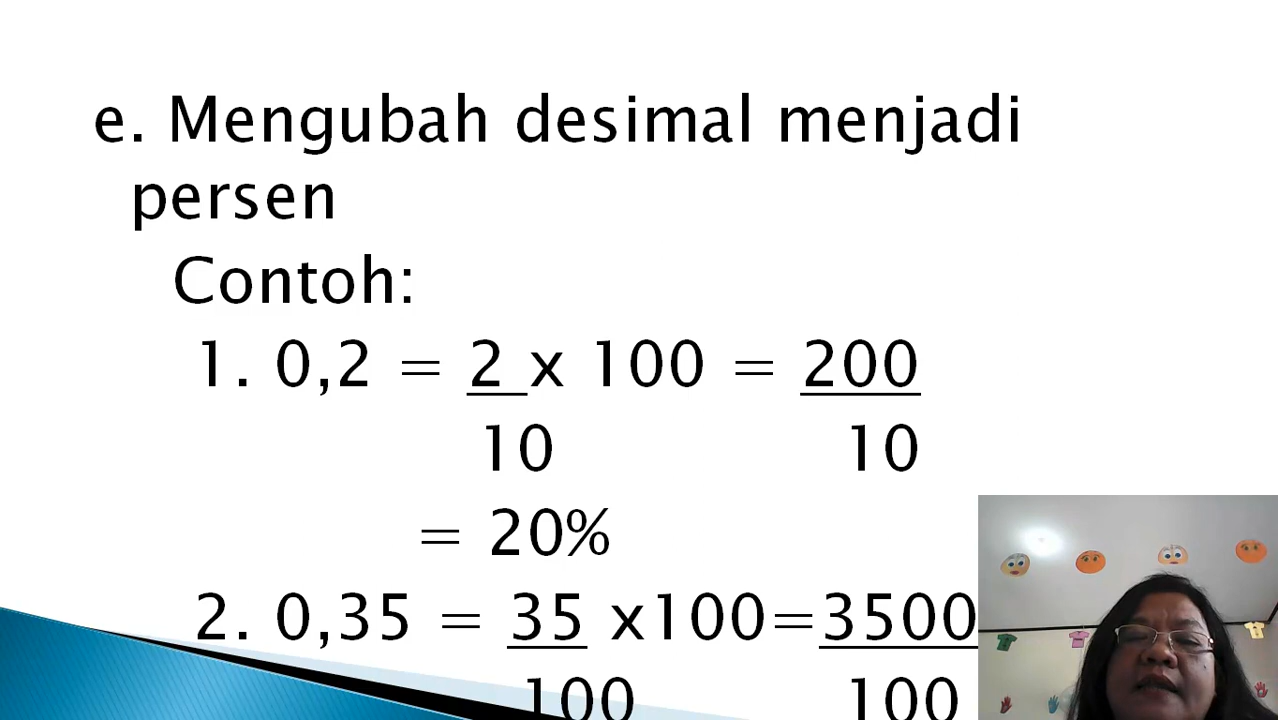 e. Mengubah desimal menjadi
persen
Contoh:
1. 0,2 = 2 x 100 = 200
10 10
= 20%
2. 0,35 = 35 x100=3500
100 100